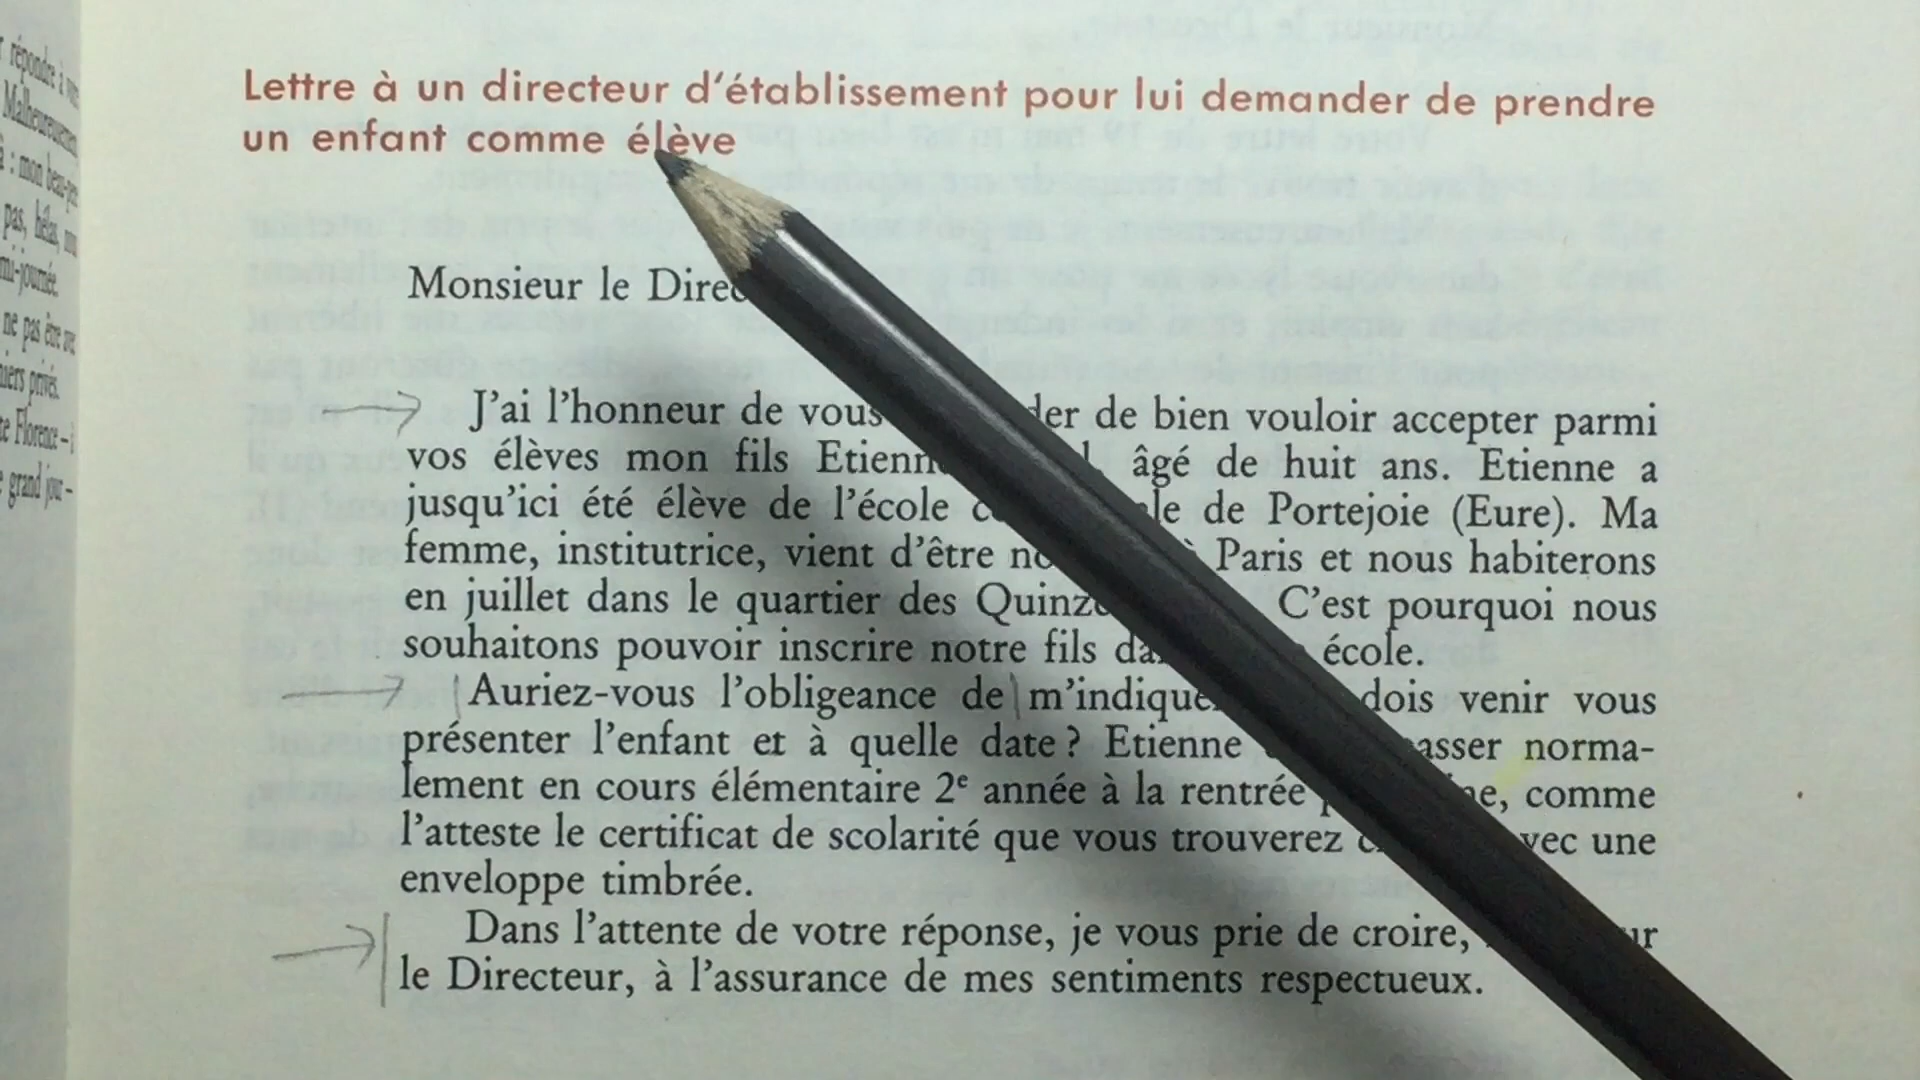 Lettre à un directeur d'établissement pour lui demander de prendre
un enfant comme élève
Monsieur le
J'ai l'honneur de vous de bien vouloir accepter parmi
vos élèves mon fils âgé de huit ans. Etienne a
jusqu'ici été élève de l'école de Portejoie (Eure). Ma
femme, institutrice, vient d'être Paris et nous habiterons
en juillet dans le quartier des C'est pourquoi nous
souhaitons pouvoir inscrire notre fils école.
Auriez-vous l'obligeance de dois venir vous
présenter l'enfant et à quelle date ? Etienne norma-
lement en cours élémentaire 2e année à la rentrée comme
l'atteste le certificat de scolarité que vous trouverez une
enveloppe timbrée.
Dans l'attente de votre réponse, je vous prie de croire,
le Directeur, à l'assurance de mes sentiments respectueux.